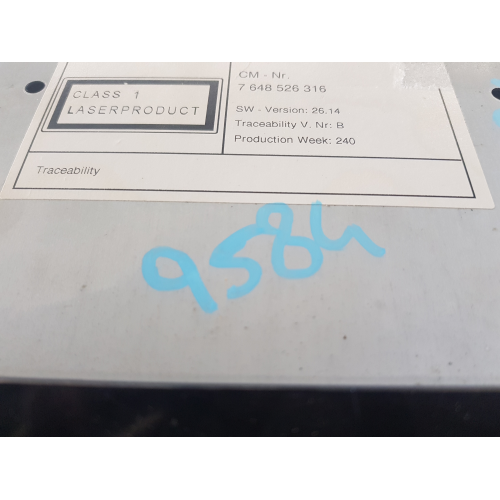 CLASS 1
LASERPRODUCT
CM - Nr.
7 648 526 316
SW - Version: 26.14
Traceability V. Nr: B
Production Week: 240
Traceability
9584